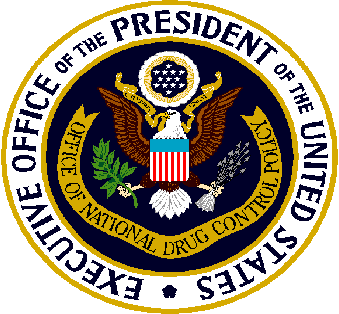 EXECUTIVE OFFICE OF THE PRESIDENT OF THE UNITED STATES
OFFICE OF NATIONAL DRUG CONTROL POLICY